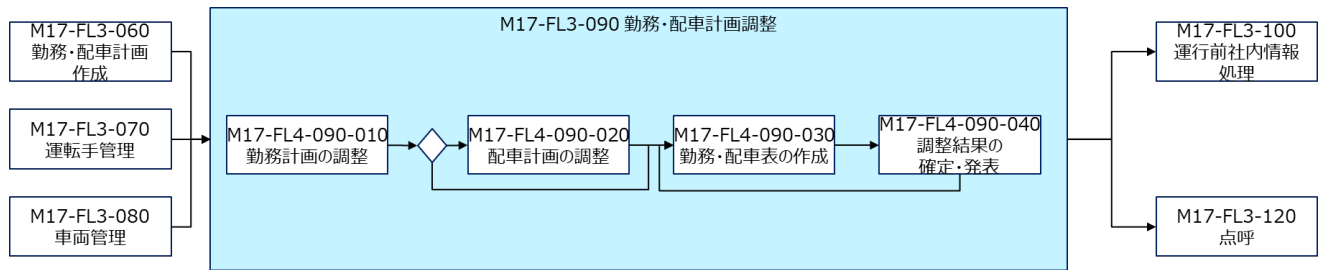 M17-FL3-090 勤務・配車計画調整
M17-FL3-060
勤務・配車計画
作成
M17-FL3-070
運転手管理
M17-FL3-080
車両管理
M17-FL4-090-010
勤務計画の調整
M17-FL4-090-020
配車計画の調整
M17-FL4-090-030
勤務・配車表の作成
M17-FL4-090-040
調整結果の
確定・発表
M17-FL3-100
運行前社内情報
処理
M17-FL3-120
点呼